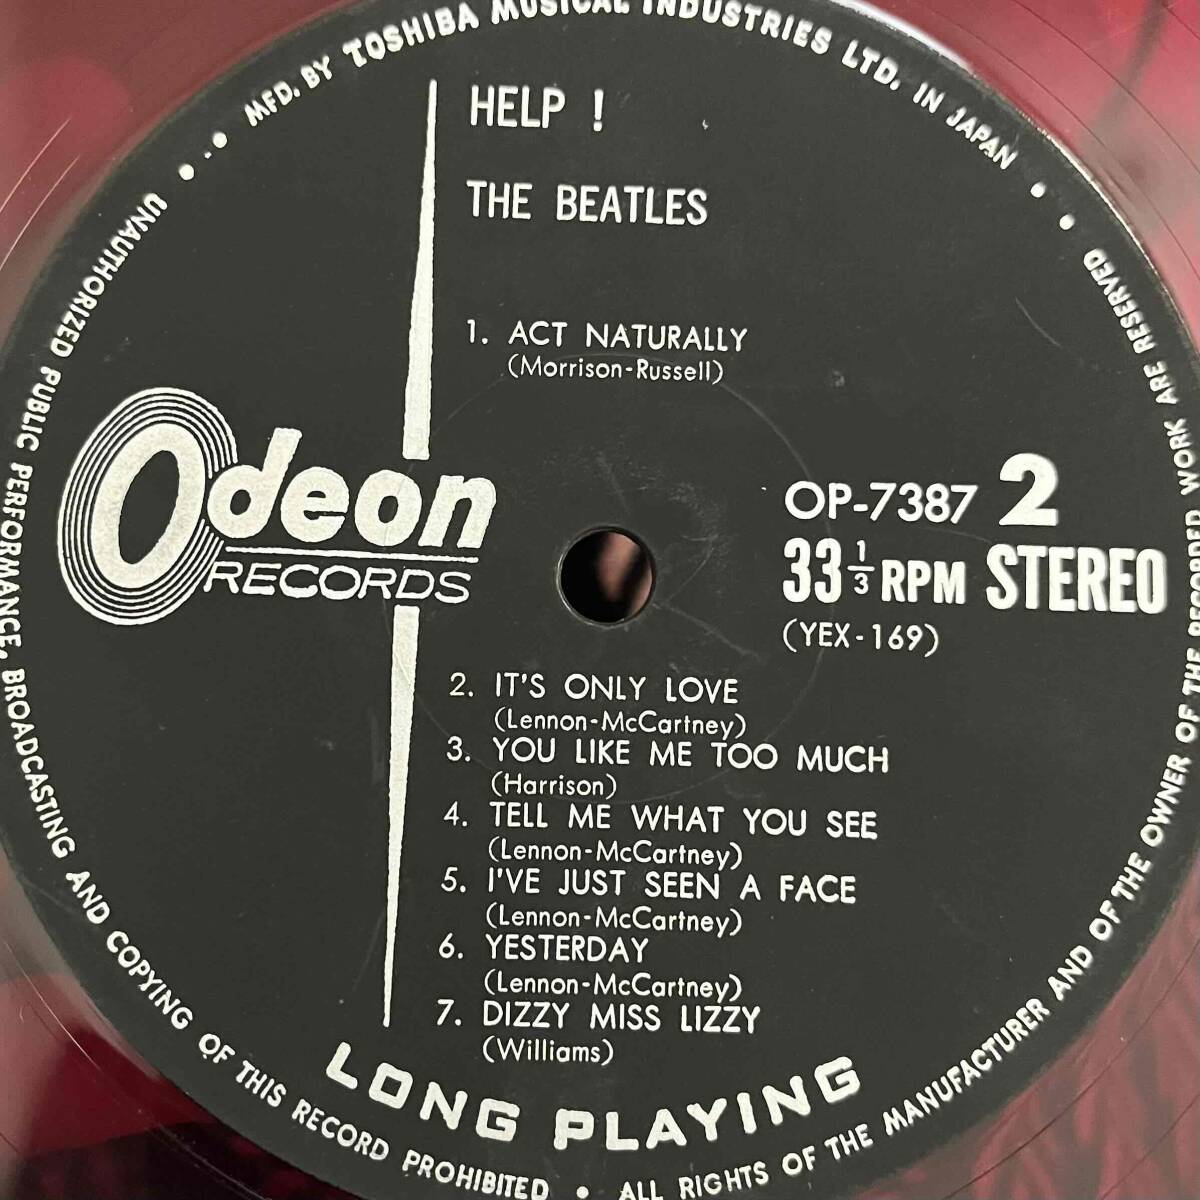 MFD. BY TOSHIBA MUSICAL INDUSTRIES LTD. IN JAPAN
HELP !
THE BEATLES
1. ACT NATURALLY
(Morrison-Russell)
Odeon
RECORDS
OP-7387 2
33 1/3 RPM STEREO
(YEX-169)
2. IT'S ONLY LOVE
(Lennon-McCartney)
3. YOU LIKE ME TOO MUCH
(Harrison)
4. TELL ME WHAT YOU SEE
(Lennon-McCartney)
5. I'VE JUST SEEN A FACE
(Lennon-McCartney)
6. YESTERDAY
(Lennon-McCartney)
7. DIZZY MISS LIZZY
(Williams)
LONG PLAYING
UNAUTHORIZED PUBLIC PERFORMANCE, BROADCASTING AND COPYING OF THIS RECORD PROHIBITED • ALL RIGHTS OF THE MANUFACTURER AND OF THE OWNER OF THE RECORDED WORK ARE RESERVED